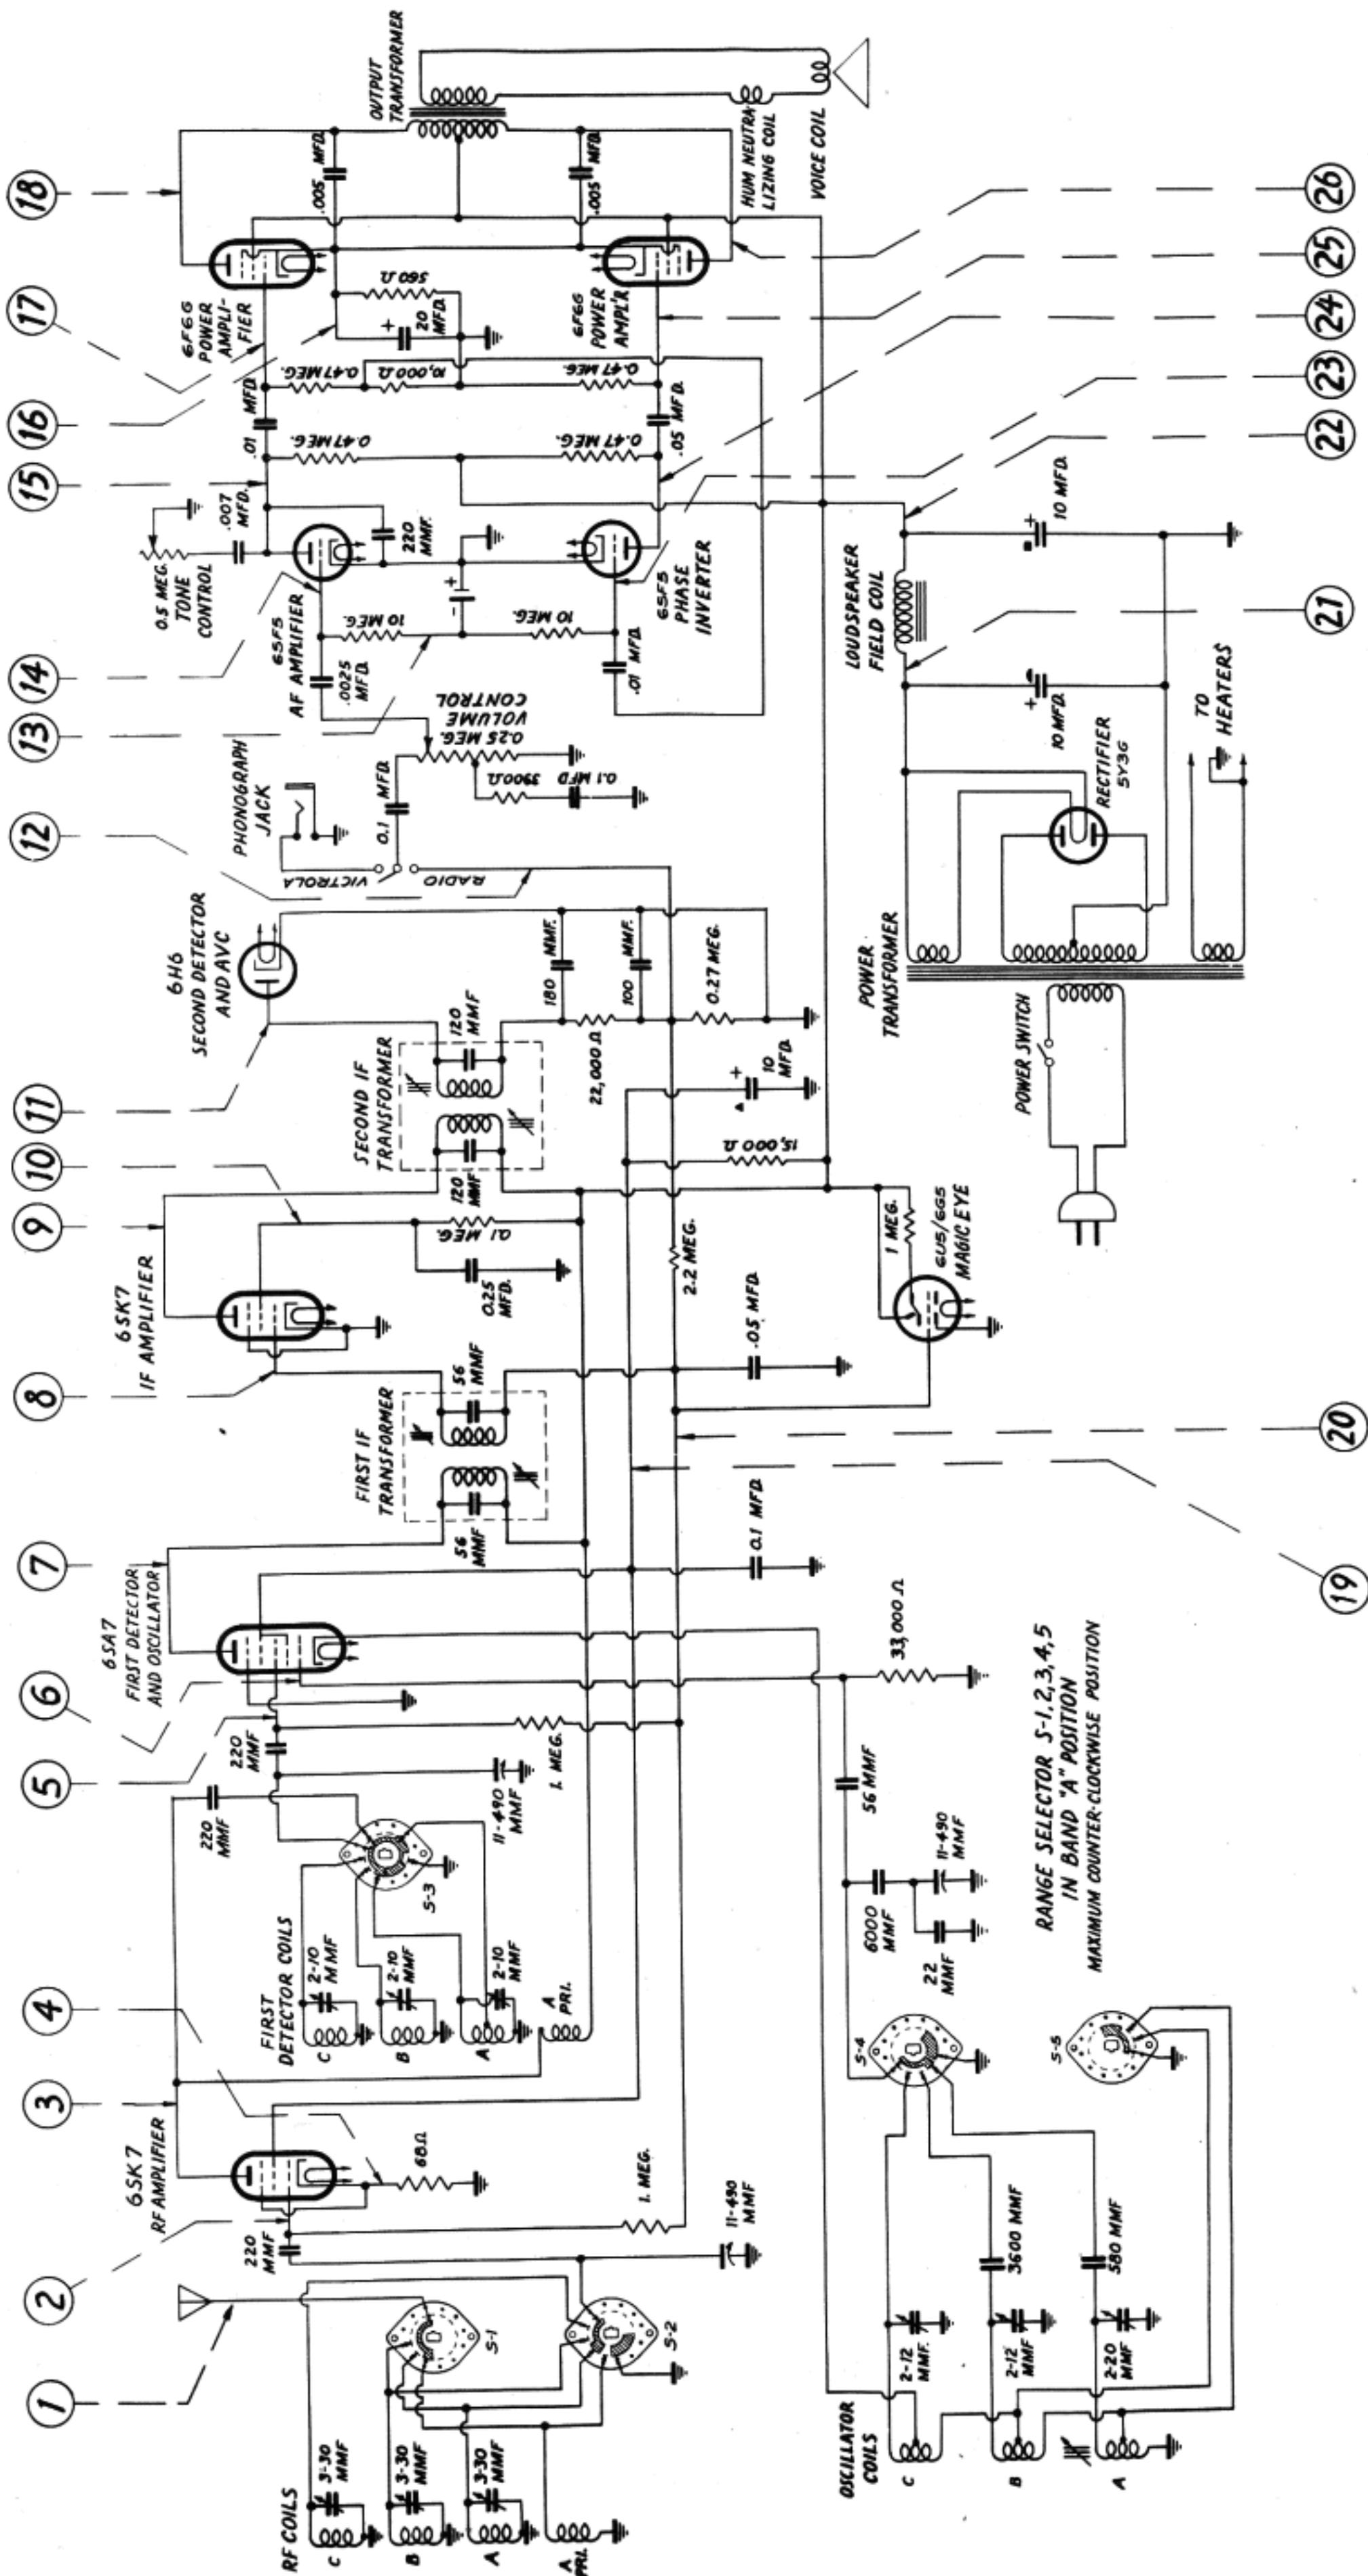 1
2
3
4
5
6
7
8
9
10
11
12
13
14
15
16
17
18
6SK7
RF AMPLIFIER
220
MMF
68Ω
1. MEG.
11-490
MMF
RF COILS
C
3-30
MMF
B
3-30
MMF
A
3-30
MMF
A
PRI.
S-1
S-2
FIRST
DETECTOR COILS
C
2-10
MMF
B
2-10
MMF
A
2-10
MMF
A
PRI.
220
MMF
S-3
220
MMF
11-490
MMF
1. MEG.
6SA7
FIRST DETECTOR
AND OSCILLATOR
FIRST IF
TRANSFORMER
56
MMF
56
MMF
0.1 MFD.
6SK7
IF AMPLIFIER
0.25
MFD.
0.1 MEG.
SECOND IF
TRANSFORMER
120
MMF
120
MMF
6H6
SECOND DETECTOR
AND AVC
180 MMF.
22,000 Ω
100 MMF.
0.27 MEG.
10
MFD.
15,000 Ω
2.2 MEG.
.05 MFD.
1 MEG.
6U5/6G5
MAGIC EYE
PHONOGRAPH
JACK
VICTROLA
RADIO
0.1 MFD.
3900Ω
0.1 MFD
0.25 MEG.
VOLUME
CONTROL
0.5 MEG.
TONE
CONTROL
.007
MFD.
6SF5
AF AMPLIFIER
.0025
MFD.
10 MEG.
10 MEG.
220
MMF.
.01 MFD.
6SF5
PHASE
INVERTER
.01 MFD.
0.47 MEG.
0.47 MEG.
.05 MFD.
0.47 MEG.
10,000 Ω
0.47 MEG.
6F6G
POWER
AMPLI-
FIER
560 Ω
20
MFD.
6F6G
POWER
AMPL'R
.005 MFD.
.005 MFD.
OUTPUT
TRANSFORMER
HUM NEUTRA-
LIZING COIL
VOICE COIL
OSCILLATOR
COILS
C
2-12
MMF.
B
2-12
MMF
A
2-20
MMF
3600 MMF
580 MMF
S-4
S-5
6000
MMF
22
MMF
11-490
MMF
56 MMF
33,000 Ω
RANGE SELECTOR S-1,2,3,4,5
IN BAND "A" POSITION
MAXIMUM COUNTER-CLOCKWISE POSITION
POWER SWITCH
POWER
TRANSFORMER
RECTIFIER
5Y3G
TO
HEATERS
LOUDSPEAKER
FIELD COIL
10 MFD.
10 MFD.
19
20
21
22
23
24
25
26